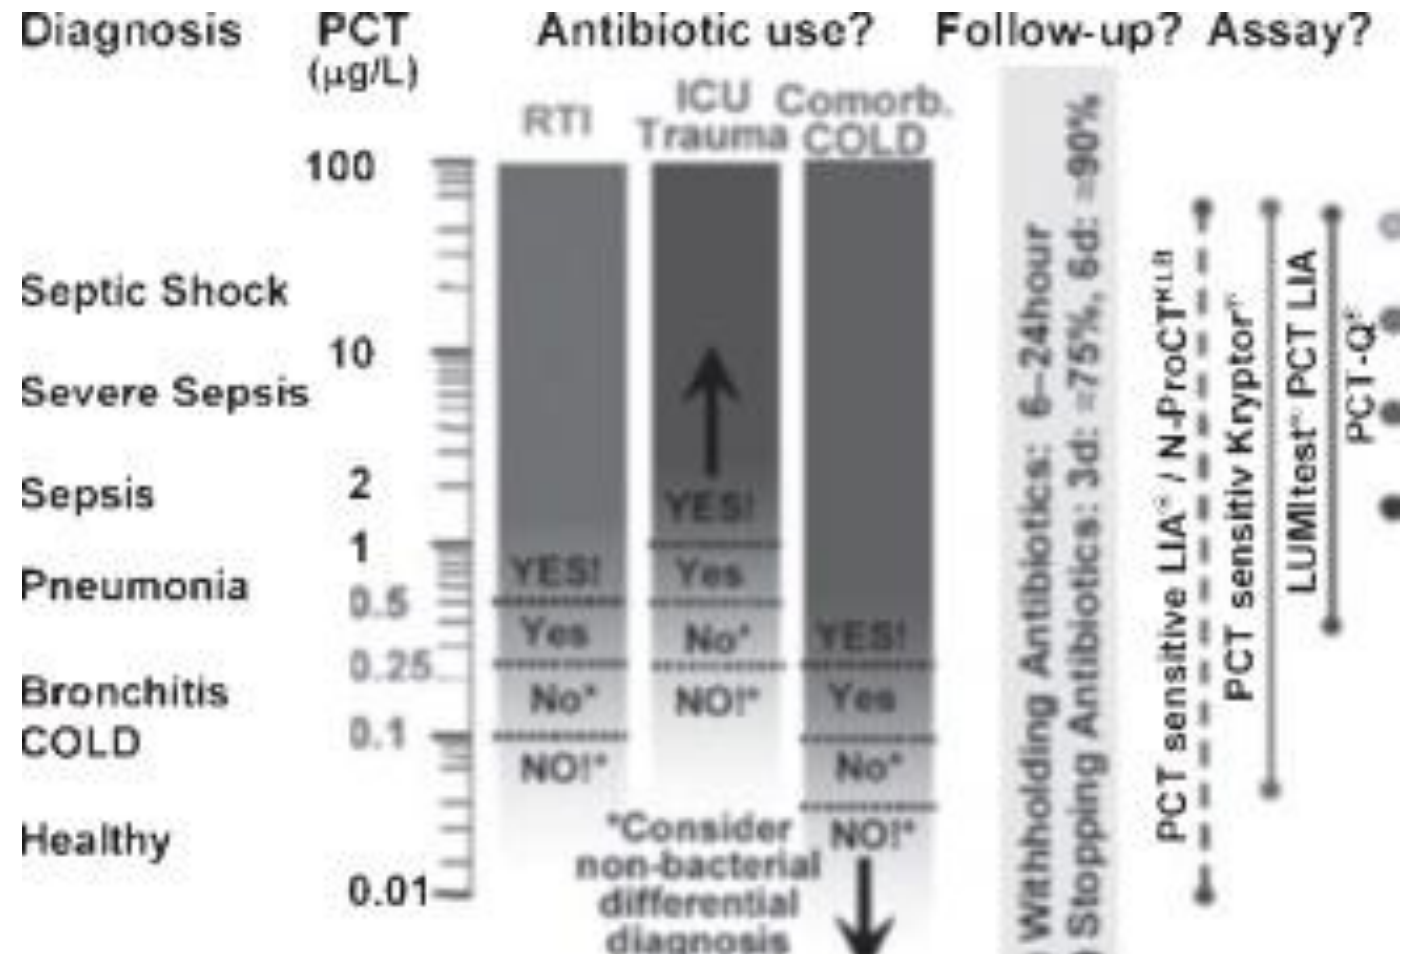 Diagnosis PCT Antibiotic use? Follow-up? Assay?
(µg/L)
RTI ICU Trauma Comorb. COLD
100
Septic Shock
10
Severe Sepsis
Sepsis 2
YES!
1
Pneumonia YES! Yes
0.5
Yes No* YES!
0.25
Bronchitis No* NO!* Yes
COLD 0.1
NO!* No*
Healthy NO!*
0.01
*Consider
non-bacterial
differential
diagnosis
Withholding Antibiotics: 6–24hour
Stopping Antibiotics: 3d: =75%, 6d: =90%
PCT sensitive LIA / N-ProCT
PCT sensitiv Kryptor
LUMItest PCT LIA
PCT-Q